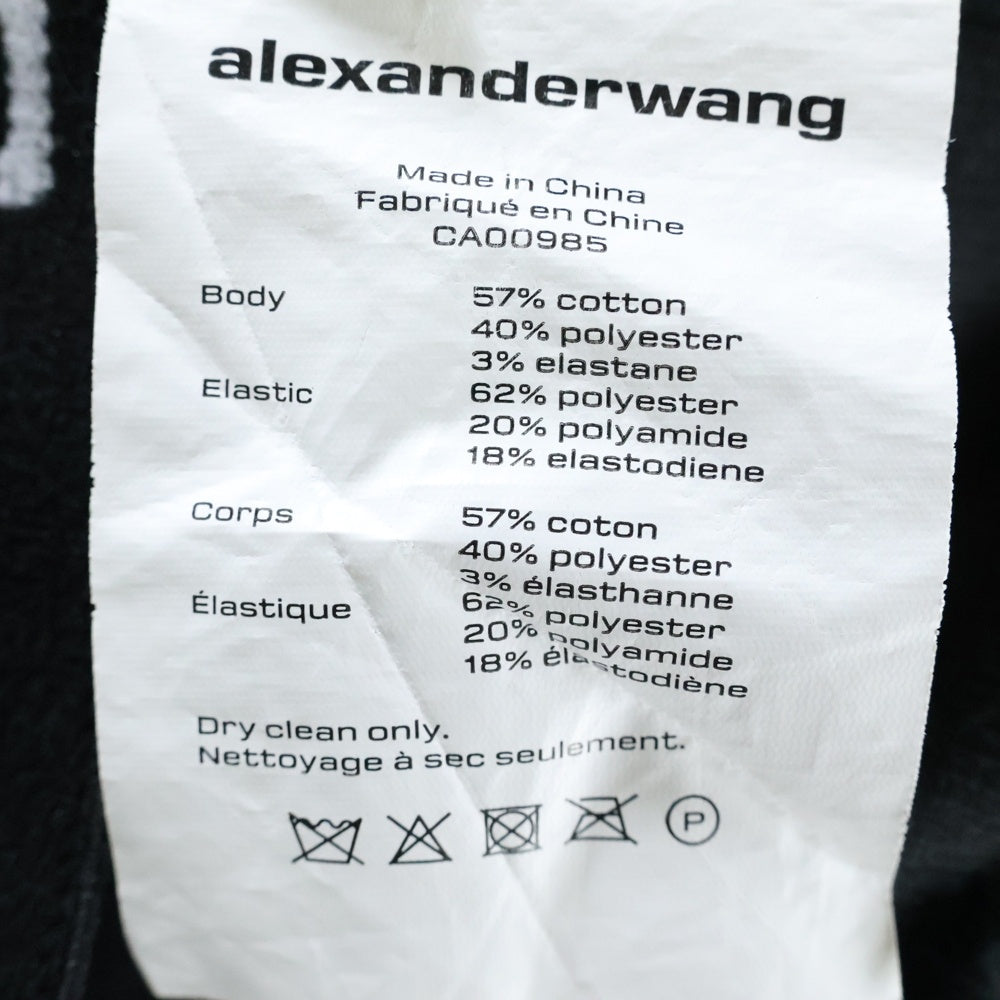 alexanderwang
Made in China
Fabriqué en Chine
CA00985
Body 57% cotton
40% polyester
3% elastane
Elastic 62% polyester
20% polyamide
18% elastodiene
Corps 57% coton
40% polyester
3% élasthanne
Élastique 62% polyester
20% polyamide
18% élastodiène
Dry clean only.
Nettoyage à sec seulement.
P